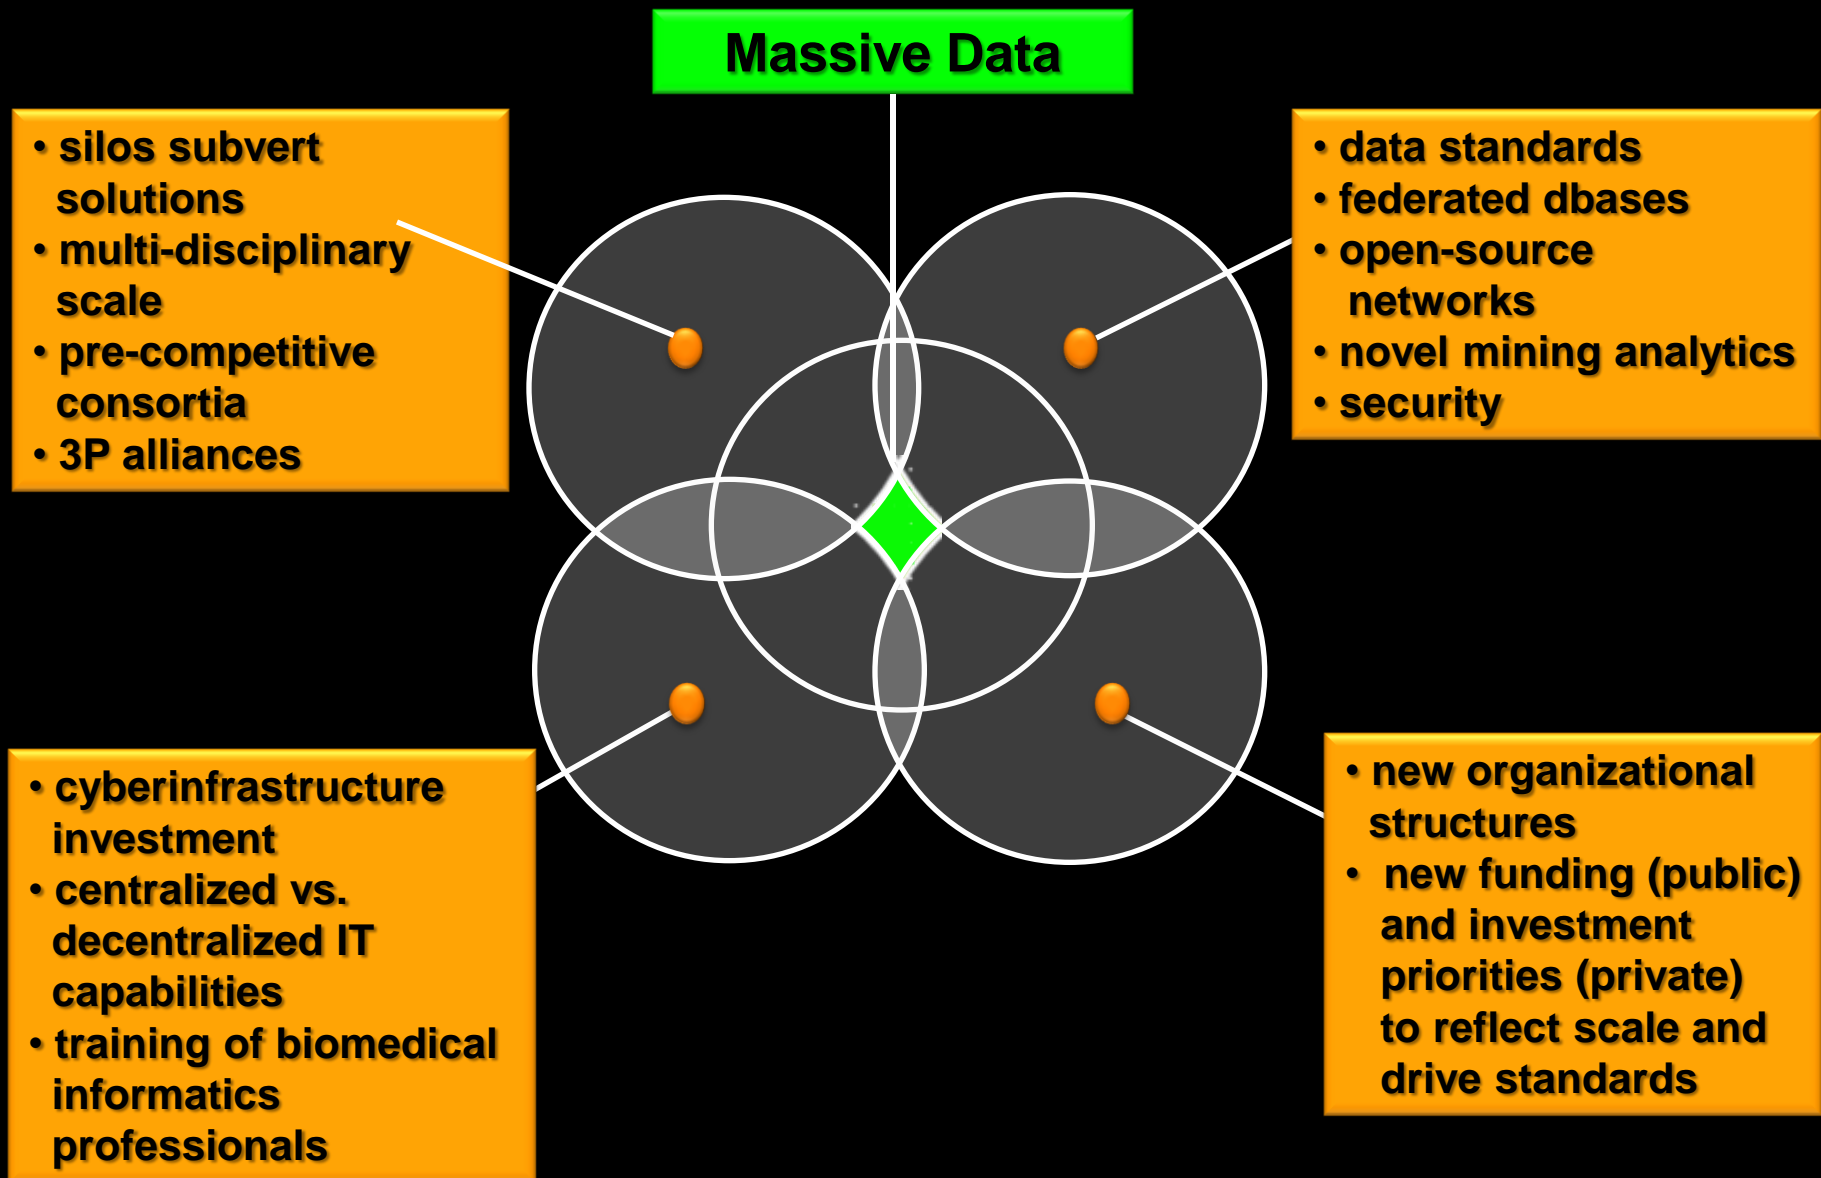 Massive Data
• silos subvert
solutions
• multi-disciplinary
scale
• pre-competitive
consortia
• 3P alliances
• data standards
• federated dbases
• open-source
networks
• novel mining analytics
• security
• cyberinfrastructure
investment
• centralized vs.
decentralized IT
capabilities
• training of biomedical
informatics
professionals
• new organizational
structures
• new funding (public)
and investment
priorities (private)
to reflect scale and
drive standards